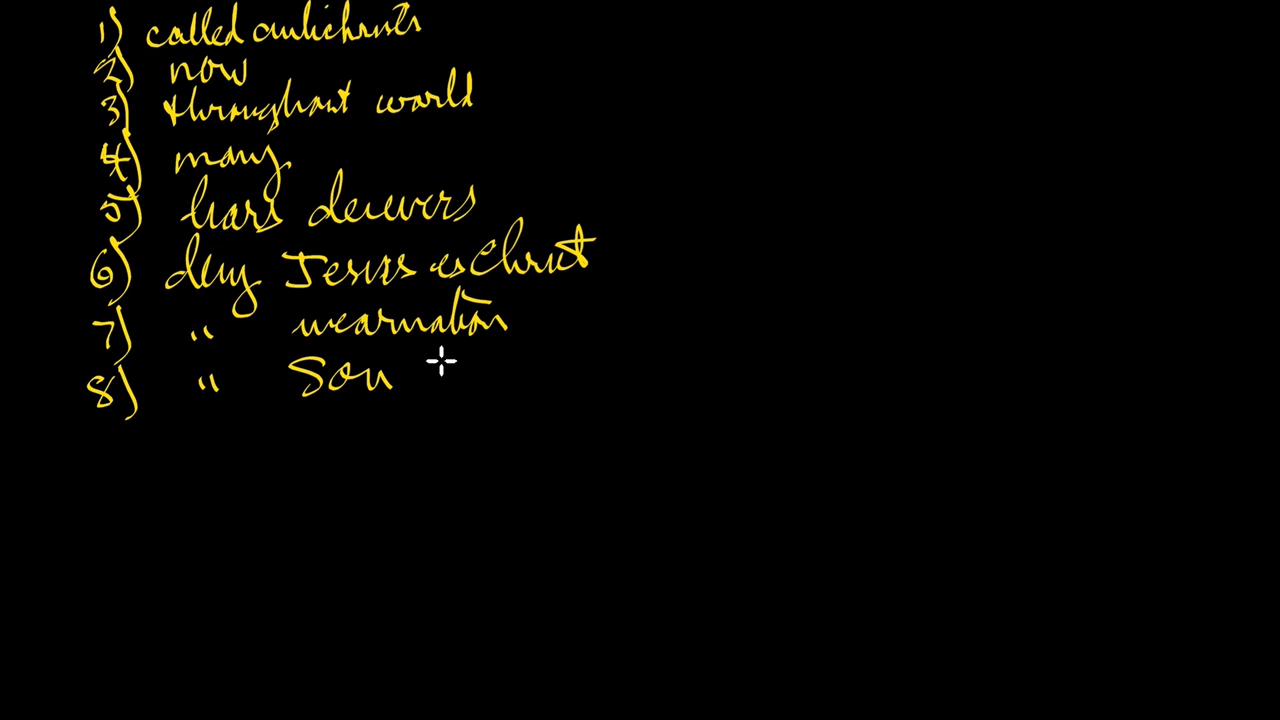 1) called antichrists
2) now
3) throughout world
4) many
5) liars deceivers
6) deny Jesus is Christ
7) " incarnation
8) " Son